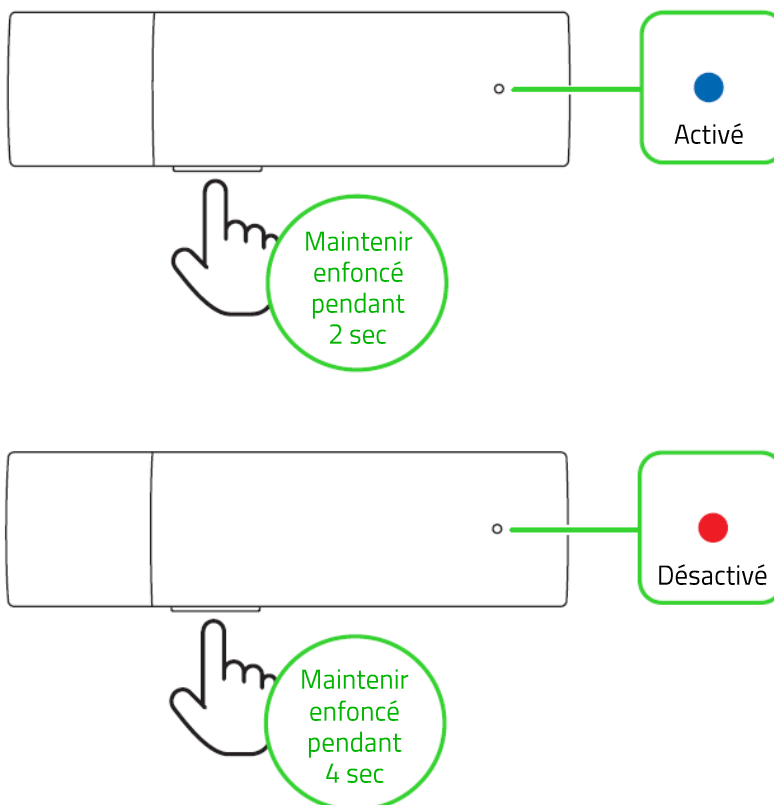 Activé
Maintenir
enfoncé
pendant
2 sec
Désactivé
Maintenir
enfoncé
pendant
4 sec